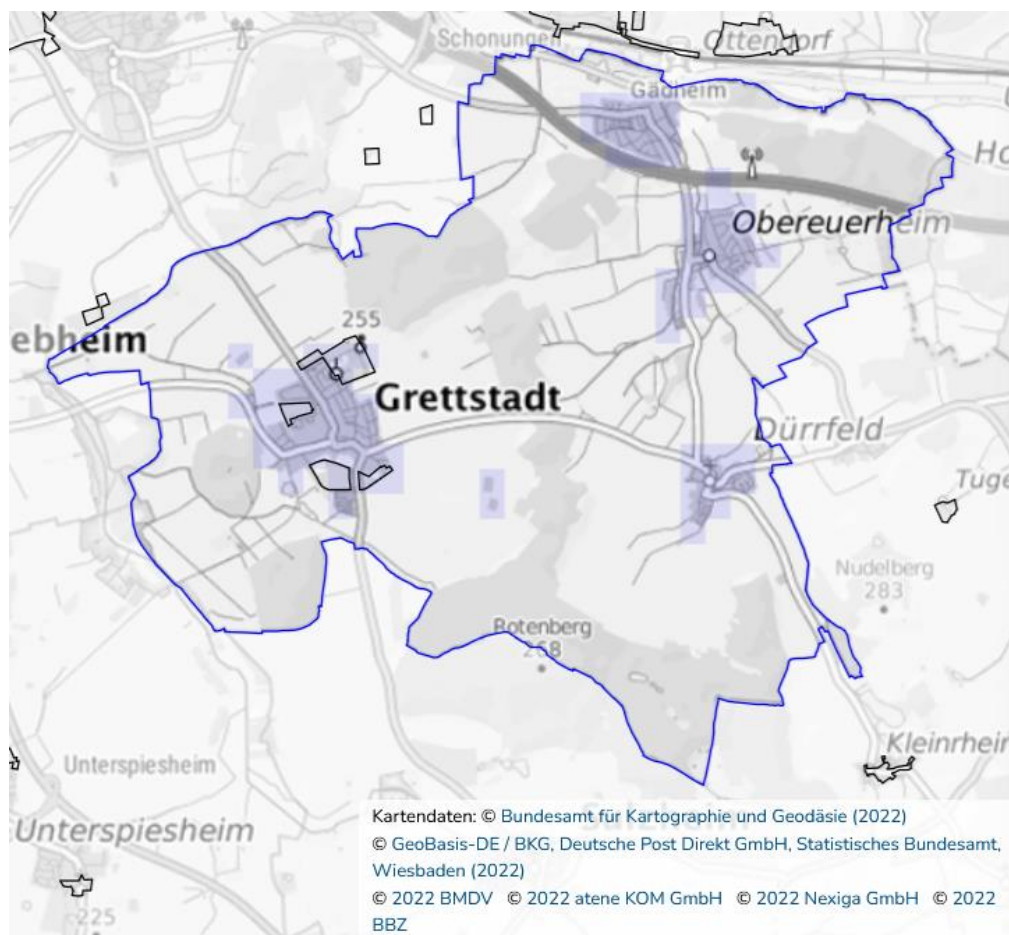 Schonungen
Ottendorf
Gädheim
Ho
Obereuerheim
255
ebheim
Grettstadt
Dürrfeld
Tuge
Nudelberg
283
Rotenberg
268
Unterspiesheim
Kleinrhein
Sulzheim
Unterspiesheim
225
Kartendaten: © Bundesamt für Kartographie und Geodäsie (2022)
© GeoBasis-DE / BKG, Deutsche Post Direkt GmbH, Statistisches Bundesamt,
Wiesbaden (2022)
© 2022 BMDV © 2022 atene KOM GmbH © 2022 Nexiga GmbH © 2022
BBZ